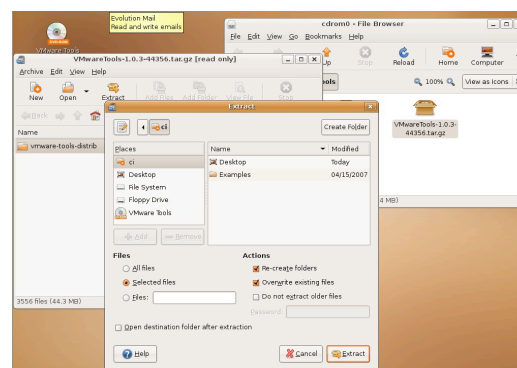 Evolution Mail
Read and write emails
VMware Tools
cdrom0 - File Browser
File Edit View Go Bookmarks Help
Up Stop Reload Home Computer
100% View as Icons
VMwareTools-1.0.3-44356.tar.gz
4 MB)
VMwareTools-1.0.3-44356.tar.gz [read only]
Archive Edit View Help
New Open Extract Add Files Add Folder View File Stop
Back
Name
vmware-tools-distrib
3556 files (44.3 MB)
Extract
ci
Create Folder
Places
ci
Desktop
File System
Floppy Drive
VMware Tools
Add Remove
Name Modified
Desktop Today
Examples 04/15/2007
Files
All files
Selected files
Files:
Actions
Re-create folders
Overwrite existing files
Do not extract older files
Password:
Open destination folder after extraction
Help Cancel Extract